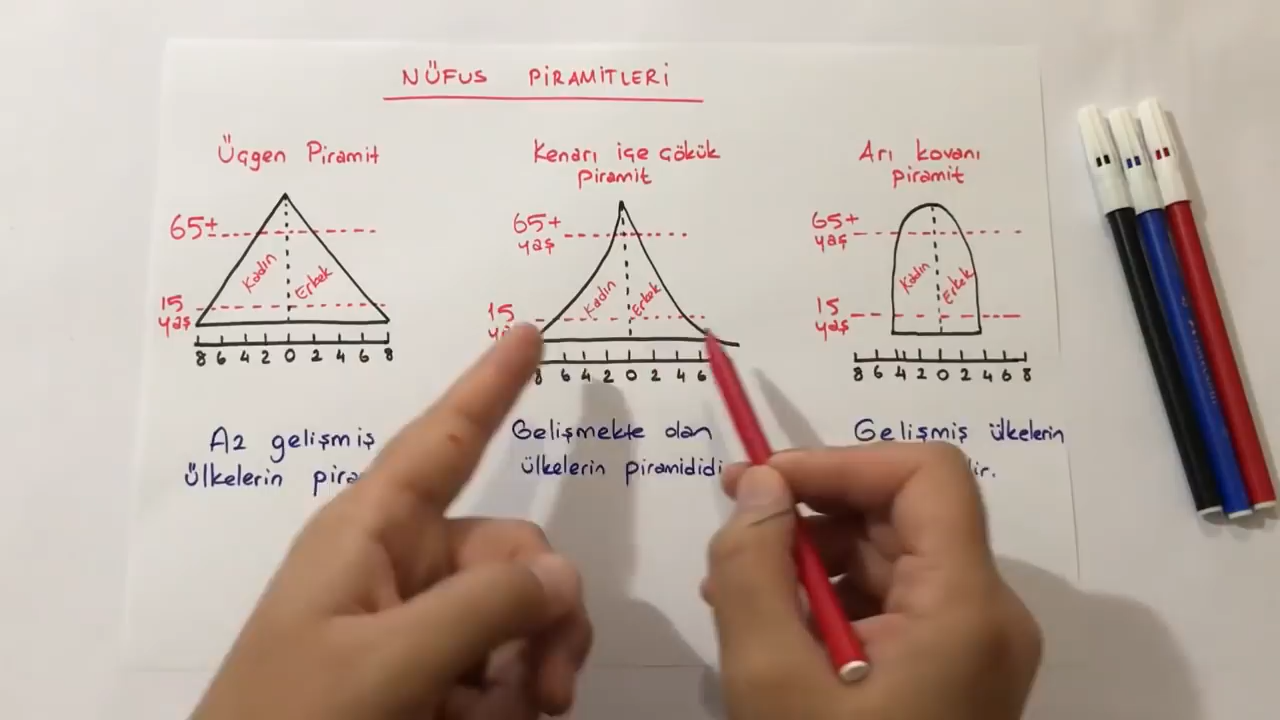 NÜFUS PİRAMİTLERİ
Üçgen Piramit
65+
15
yaş
Kadın
Erkek
8 6 4 2 0 2 4 6 8
Az gelişmiş
ülkelerin
Kenarı içe çökük
piramit
65+
yaş
15
Kadın
Erkek
8 6 4 2 0 2 4 6
Gelişmekte olan
ülkelerin
Arı kovanı
piramit
65+
yaş
15
yaş
Kadın
Erkek
8 6 4 2 0 2 4 6 8
Gelişmiş ülkelerin